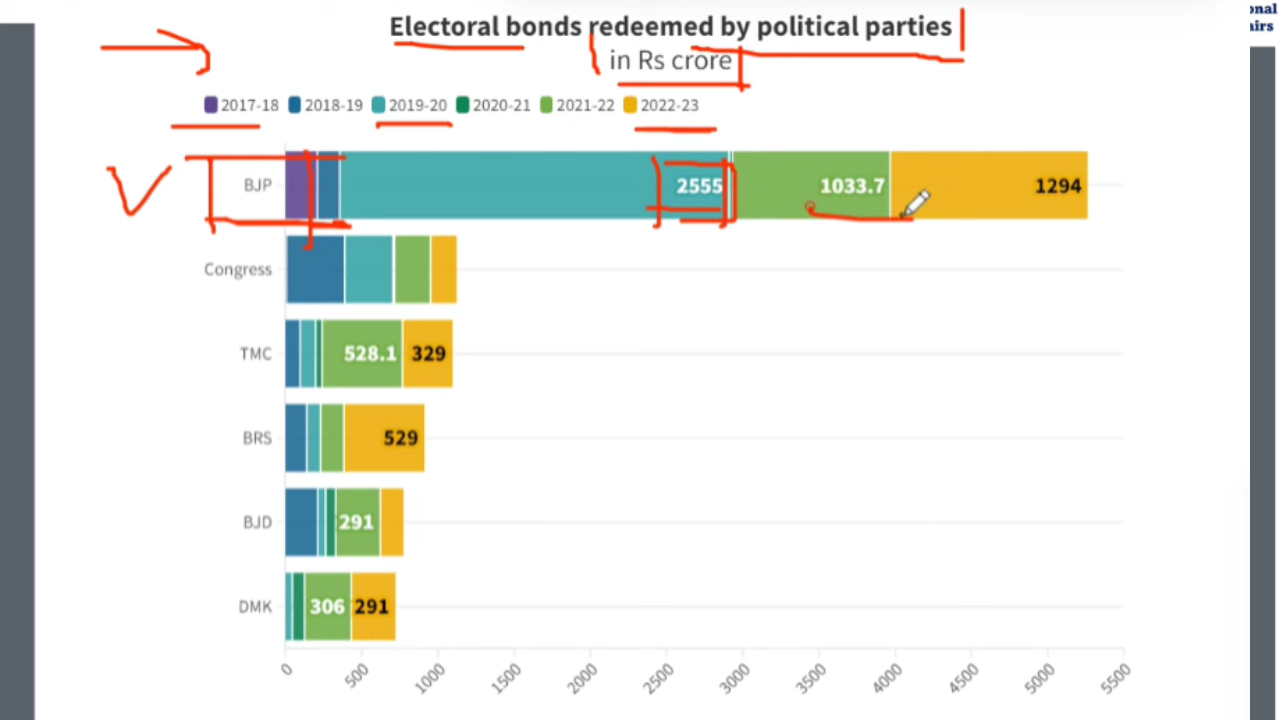 Electoral bonds redeemed by political parties
in Rs crore
2017-18 2018-19 2019-20 2020-21 2021-22 2022-23
BJP 2555 1033.7 1294
Congress
TMC 528.1 329
BRS 529
BJD 291
DMK 306 291
0 500 1000 1500 2000 2500 3000 3500 4000 4500 5000 5500